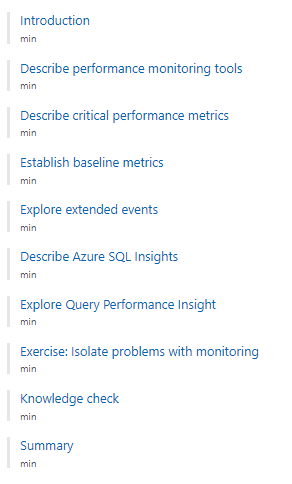 Introduction
min
Describe performance monitoring tools
min
Describe critical performance metrics
min
Establish baseline metrics
min
Explore extended events
min
Describe Azure SQL Insights
min
Explore Query Performance Insight
min
Exercise: Isolate problems with monitoring
min
Knowledge check
min
Summary
min